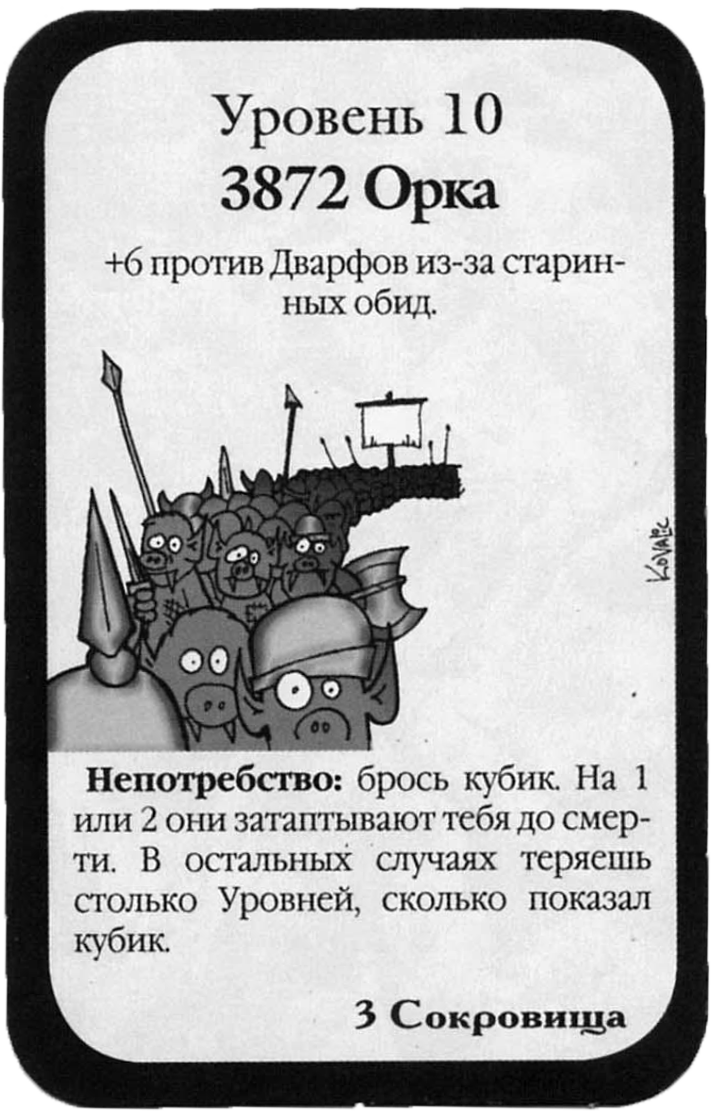 Уровень 10
3872 Орка
+6 против Дварфов из-за старин-
ных обид.
KOVALIC
Непотребство: брось кубик. На 1
или 2 они затаптывают тебя до смер-
ти. В остальных случаях теряешь
столько Уровней, сколько показал
кубик.
3 Сокровища